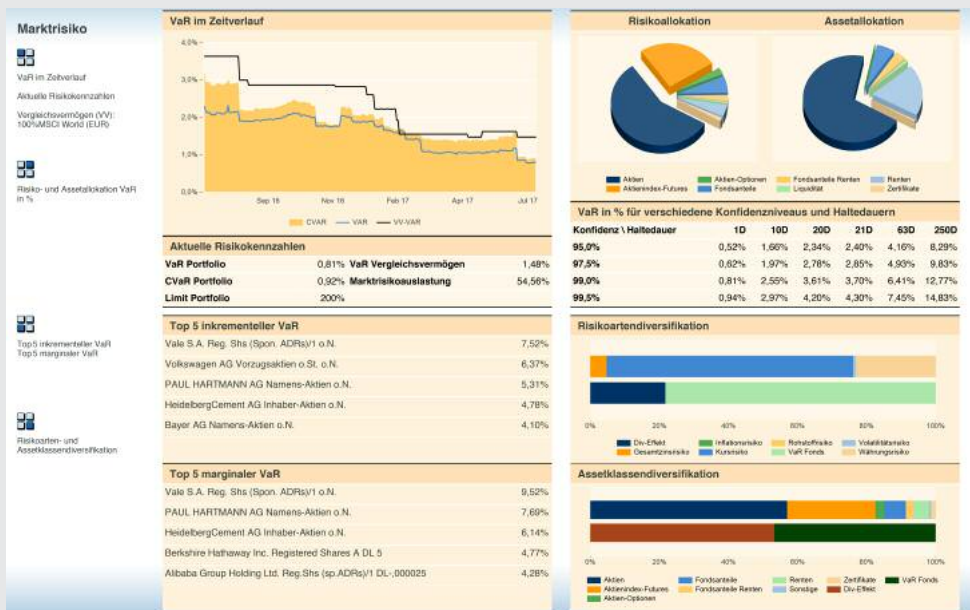 Marktrisiko
VaR im Zeitverlauf
Aktuelle Risikokennzahlen
Vergleichsvermögen (VV):
100%MSCI World (EUR)
Risiko- und Assetallokation VaR
in %
Top 5 inkrementeller VaR
Top 5 marginaler VaR
Risikoarten- und
Assetklassendiversifikation
VaR im Zeitverlauf
4,0%
3,0%
2,0%
1,0%
0,0%
Sep 16 Nov 16 Feb 17 Apr 17 Jul 17
CVAR VAR VV-VAR
Aktuelle Risikokennzahlen
VaR Portfolio 0,81% VaR Vergleichsvermögen 1,48%
CVaR Portfolio 0,92% Marktrisikoauslastung 54,56%
Limit Portfolio 200%
Top 5 inkrementeller VaR
Vale S.A. Reg. Shs (Spon. ADRs)/1 o.N. 7,52%
Volkswagen AG Vorzugsaktien o.St. o.N. 6,37%
PAUL HARTMANN AG Namens-Aktien o.N. 5,31%
HeidelbergCement AG Inhaber-Aktien o.N. 4,78%
Bayer AG Namens-Aktien o.N. 4,10%
Top 5 marginaler VaR
Vale S.A. Reg. Shs (Spon. ADRs)/1 o.N. 9,52%
PAUL HARTMANN AG Namens-Aktien o.N. 7,69%
HeidelbergCement AG Inhaber-Aktien o.N. 6,14%
Berkshire Hathaway Inc. Registered Shares A DL 5 4,77%
Alibaba Group Holding Ltd. Reg.Shs (sp.ADRs)/1 DL-,000025 4,28%
Risikoallokation Assetallokation
Aktien Aktien-Optionen Fondsanteile Renten Renten
Aktienindex-Futures Fondsanteile Liquidität Zertifikate
VaR in % für verschiedene Konfidenzniveaus und Haltedauern
Konfidenz \ Haltedauer 1D 10D 20D 21D 63D 250D
95,0% 0,52% 1,66% 2,34% 2,40% 4,16% 8,29%
97,5% 0,62% 1,97% 2,78% 2,85% 4,93% 9,83%
99,0% 0,81% 2,55% 3,61% 3,70% 6,41% 12,77%
99,5% 0,94% 2,97% 4,20% 4,30% 7,45% 14,83%
Risikoartendiversifikation
0% 20% 40% 60% 80% 100%
Div-Effekt Inflationsrisiko Rohstoffrisiko Volatilitätsrisiko
Gesamtzinsrisiko Kursrisiko VaR Fonds Währungsrisiko
Assetklassendiversifikation
0% 20% 40% 60% 80% 100%
Aktien Fondsanteile Renten Zertifikate VaR Fonds
Aktienindex-Futures Fondsanteile Renten Sonstige Div-Effekt
Aktien-Optionen